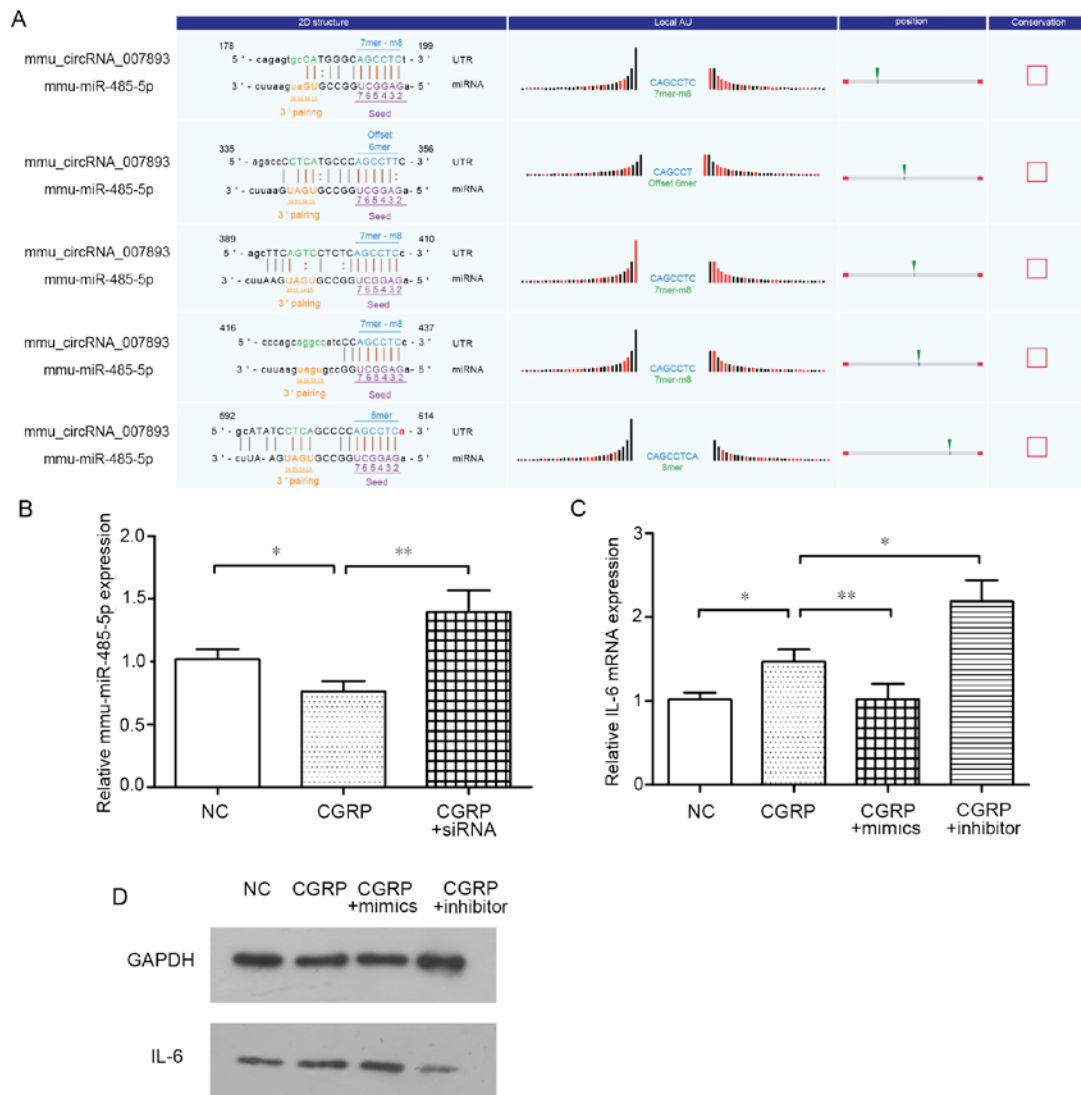 A
2D structure Local AU position Conservation
mmu_circRNA_007893
mmu-miR-485-5p
178 7mer - m8 199
5 ' - cagagtgcCATGGGCAGCCTCt - 3 ' UTR
3 ' - cuuaaguaGUGCCGGUCGGAGa - 5 ' miRNA
7 6 5 4 3 2
3 ' pairing Seed
CAGCCTC
7mer-m8
mmu_circRNA_007893
mmu-miR-485-5p
335 Offset 6mer 356
5 ' - agaccCCTCATGCCCAGCCTTC - 3 ' UTR
3 ' - cuuaaGUAGUGCCGGUCGGAGa - 5 ' miRNA
7 6 5 4 3 2
3 ' pairing Seed
CAGCCT
Offset 6mer
mmu_circRNA_007893
mmu-miR-485-5p
389 7mer - m8 410
5 ' - agcTTCAGTCCTCTCAGCCTCc - 3 ' UTR
3 ' - cuuAAGUAGUGCCGGUCGGAGa - 5 ' miRNA
7 6 5 4 3 2
3 ' pairing Seed
CAGCCTC
7mer-m8
mmu_circRNA_007893
mmu-miR-485-5p
416 7mer - m8 437
5 ' - cccagcaggccatcCCAGCCTCc - 3 ' UTR
3 ' - cuuaaguagugccGGUCGGAGa - 5 ' miRNA
7 6 5 4 3 2
3 ' pairing Seed
CAGCCTC
7mer-m8
mmu_circRNA_007893
mmu-miR-485-5p
592 8mer 614
5 ' - gcATATCCTCAGCCCCAGCCTCa - 3 ' UTR
3 ' - cuUA-AGUAGUGCCGGUCGGAGa - 5 ' miRNA
7 6 5 4 3 2
3 ' pairing Seed
CAGCCTCA
8mer
B
Relative mmu-miR-485-5p expression
2.0
1.5
1.0
0.5
0.0
* **
NC CGRP CGRP
+siRNA
C
Relative IL-6 mRNA expression
3
2
1
0
*
* **
NC CGRP CGRP CGRP
+mimics +inhibitor
D
NC CGRP CGRP CGRP
+mimics +inhibitor
GAPDH
IL-6